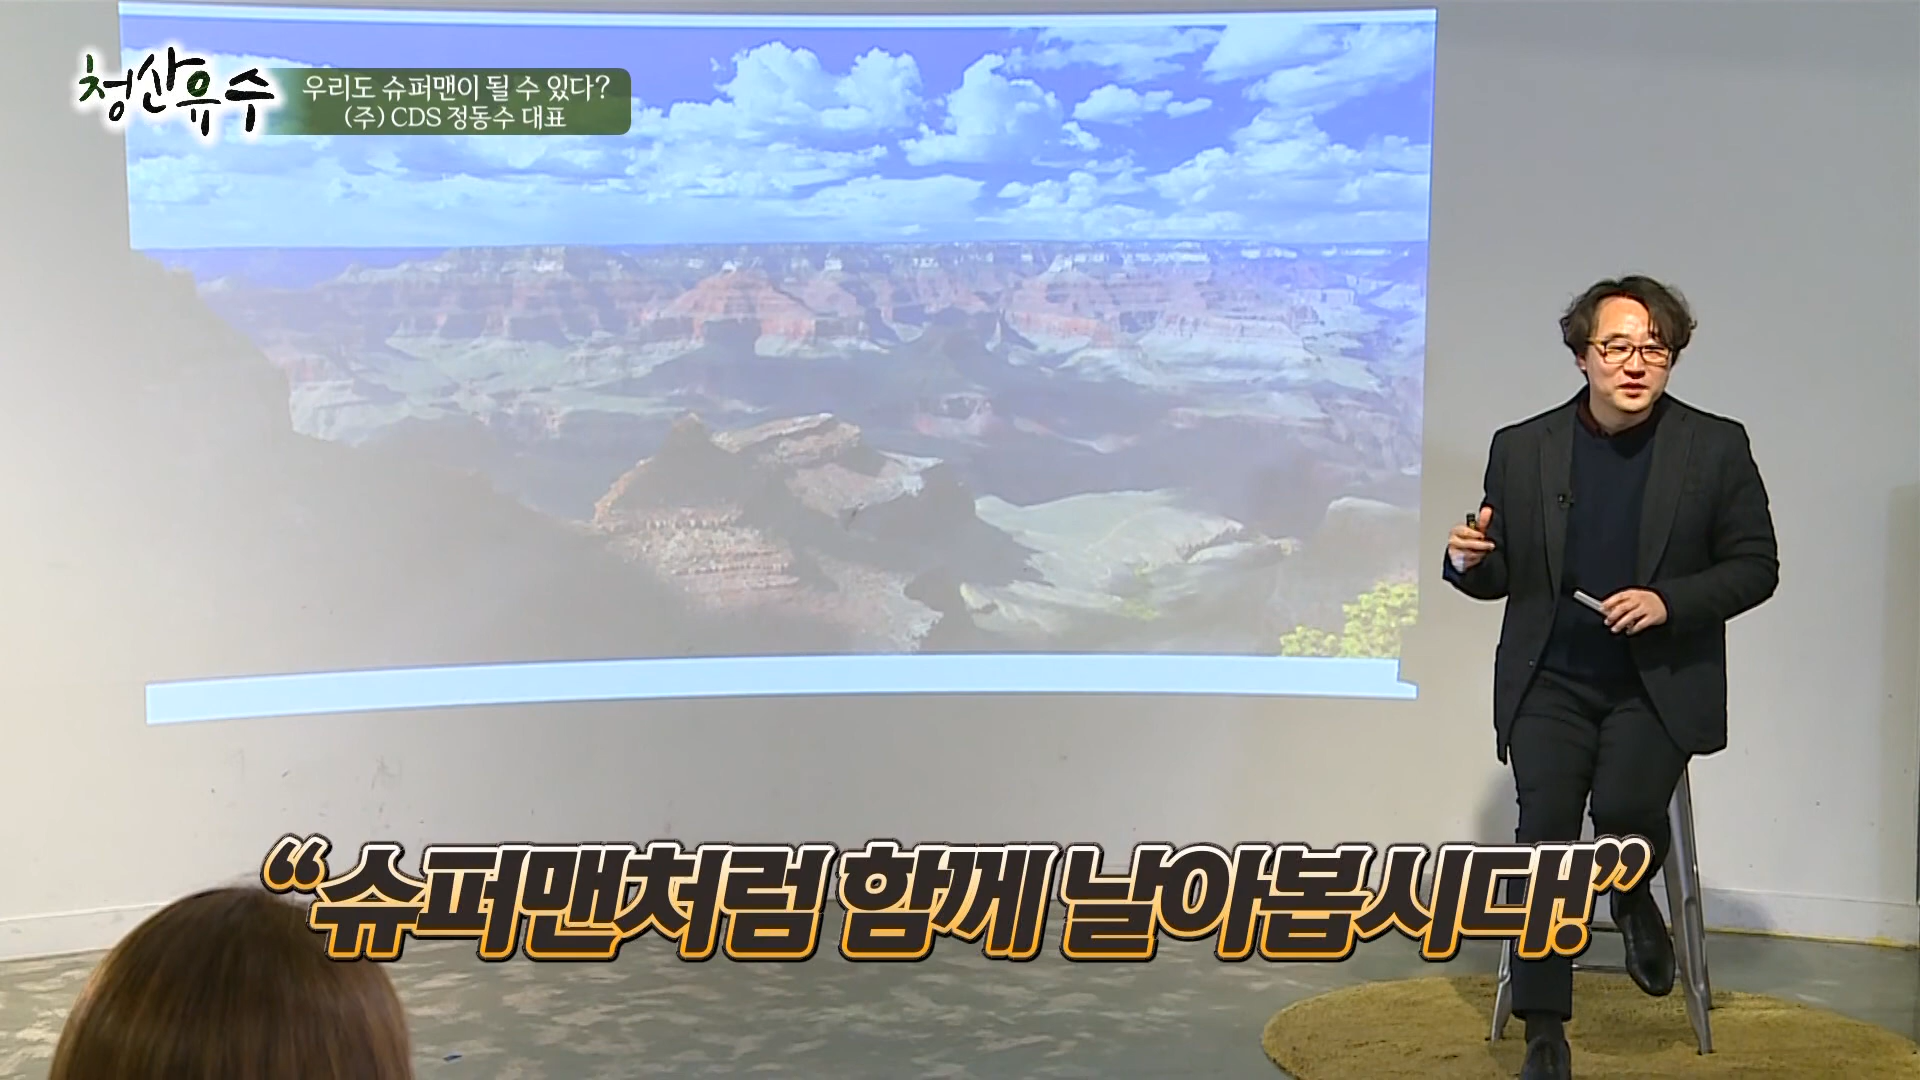 청산유수
우리도 슈퍼맨이 될 수 있다?
(주) CDS 정동수 대표
“슈퍼맨처럼 함께 날아봅시다!”